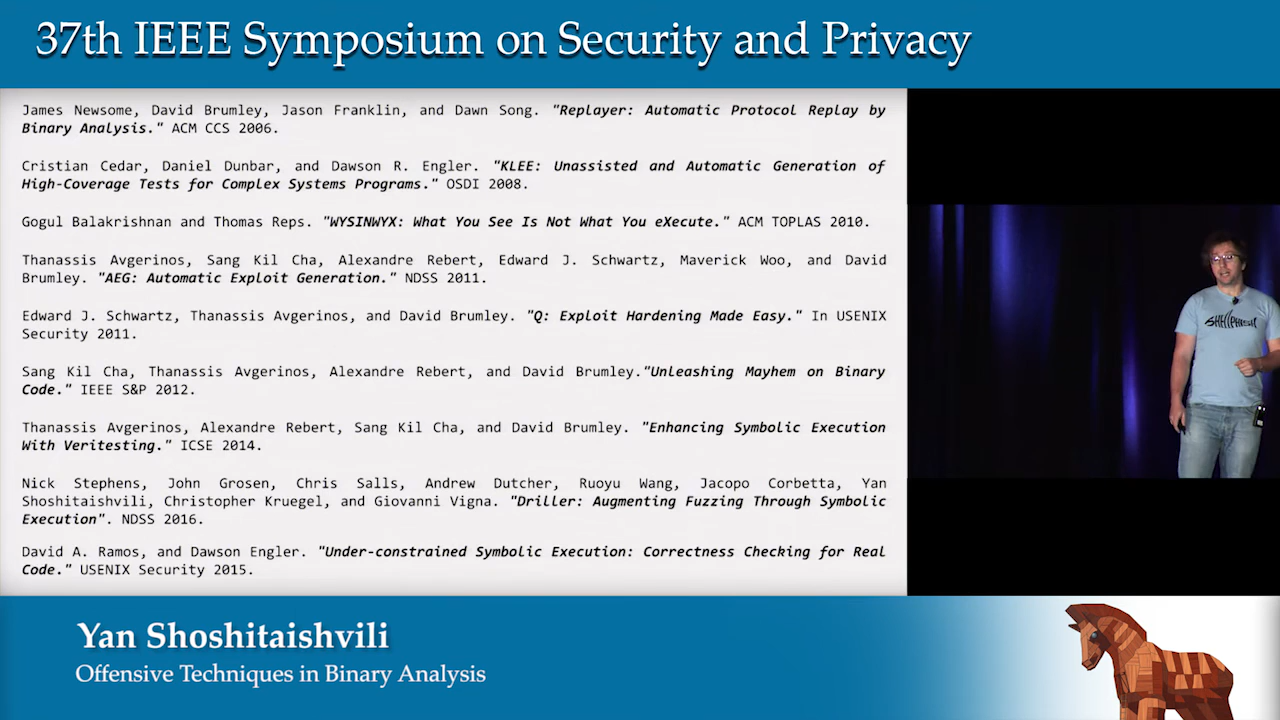 37th IEEE Symposium on Security and Privacy
James Newsome, David Brumley, Jason Franklin, and Dawn Song. "Replayer: Automatic Protocol Replay by
Binary Analysis." ACM CCS 2006.
Cristian Cedar, Daniel Dunbar, and Dawson R. Engler. "KLEE: Unassisted and Automatic Generation of
High-Coverage Tests for Complex Systems Programs." OSDI 2008.
Gogul Balakrishnan and Thomas Reps. "WYSINWYX: What You See Is Not What You eXecute." ACM TOPLAS 2010.
Thanassis Avgerinos, Sang Kil Cha, Alexandre Rebert, Edward J. Schwartz, Maverick Woo, and David
Brumley. "AEG: Automatic Exploit Generation." NDSS 2011.
Edward J. Schwartz, Thanassis Avgerinos, and David Brumley. "Q: Exploit Hardening Made Easy." In USENIX
Security 2011.
Sang Kil Cha, Thanassis Avgerinos, Alexandre Rebert, and David Brumley."Unleashing Mayhem on Binary
Code." IEEE S&P 2012.
Thanassis Avgerinos, Alexandre Rebert, Sang Kil Cha, and David Brumley. "Enhancing Symbolic Execution
With Veritesting." ICSE 2014.
Nick Stephens, John Grosen, Chris Salls, Andrew Dutcher, Ruoyu Wang, Jacopo Corbetta, Yan
Shoshitaishvili, Christopher Kruegel, and Giovanni Vigna. "Driller: Augmenting Fuzzing Through Symbolic
Execution". NDSS 2016.
David A. Ramos, and Dawson Engler. "Under-constrained Symbolic Execution: Correctness Checking for Real
Code." USENIX Security 2015.
SHELLPHISH
Yan Shoshitaishvili
Offensive Techniques in Binary Analysis